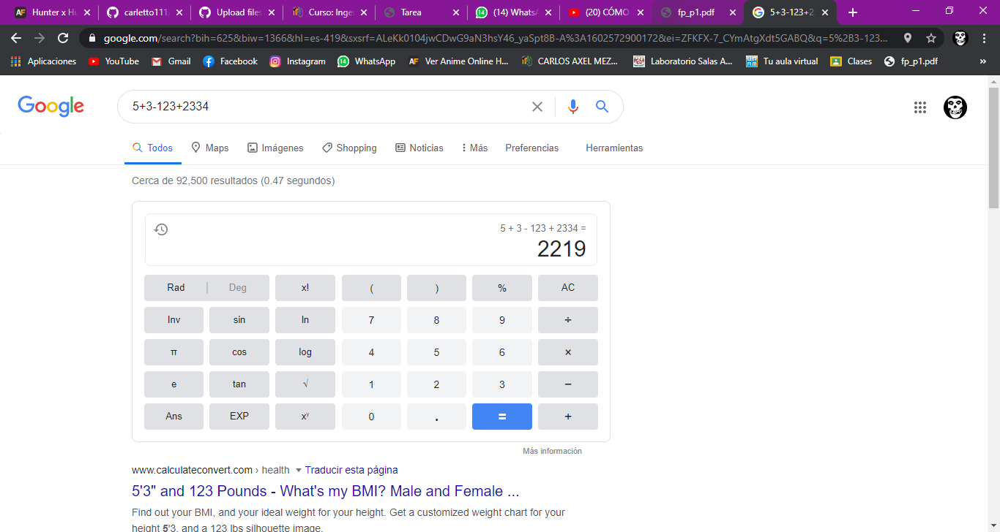 Hunter x Hu
carletto111/
Upload files
Curso: Inge
Tarea
(14) WhatsA
(20) CÓMO
fp_p1.pdf
5+3-123+23
google.com/search?bih=625&biw=1366&hl=es-419&sxsrf=ALeKk0104jwCDwG9aN3hsY46_yaSpt8B-A%3A1602572900172&ei=ZFKFX-7_CYmAtgXdt5GABQ&q=5%2B3-123...
Aplicaciones
YouTube
Gmail
Facebook
Instagram
14
WhatsApp
AF
Ver Anime Online H...
CARLOS AXEL MEZ...
Laboratorio Salas A...
Tu aula virtual
Clases
fp_p1.pdf
»
Google
5+3-123+2334
Todos
Maps
Imágenes
Shopping
Noticias
Más
Preferencias
Herramientas
Cerca de 92,500 resultados (0.47 segundos)
5 + 3 - 123 + 2334 =
2219
Rad | Deg x! ( ) % AC
Inv sin ln 7 8 9 ÷
π cos log 4 5 6 ×
e tan √ 1 2 3 −
Ans EXP xʸ 0 . = +
Más información
www.calculateconvert.com › health Traducir esta página
5'3" and 123 Pounds - What's my BMI? Male and Female ...
Find out your BMI, and your ideal weight for your height. Get a customized weight chart for your
height 5'3, and a 123 lbs silhouette image.